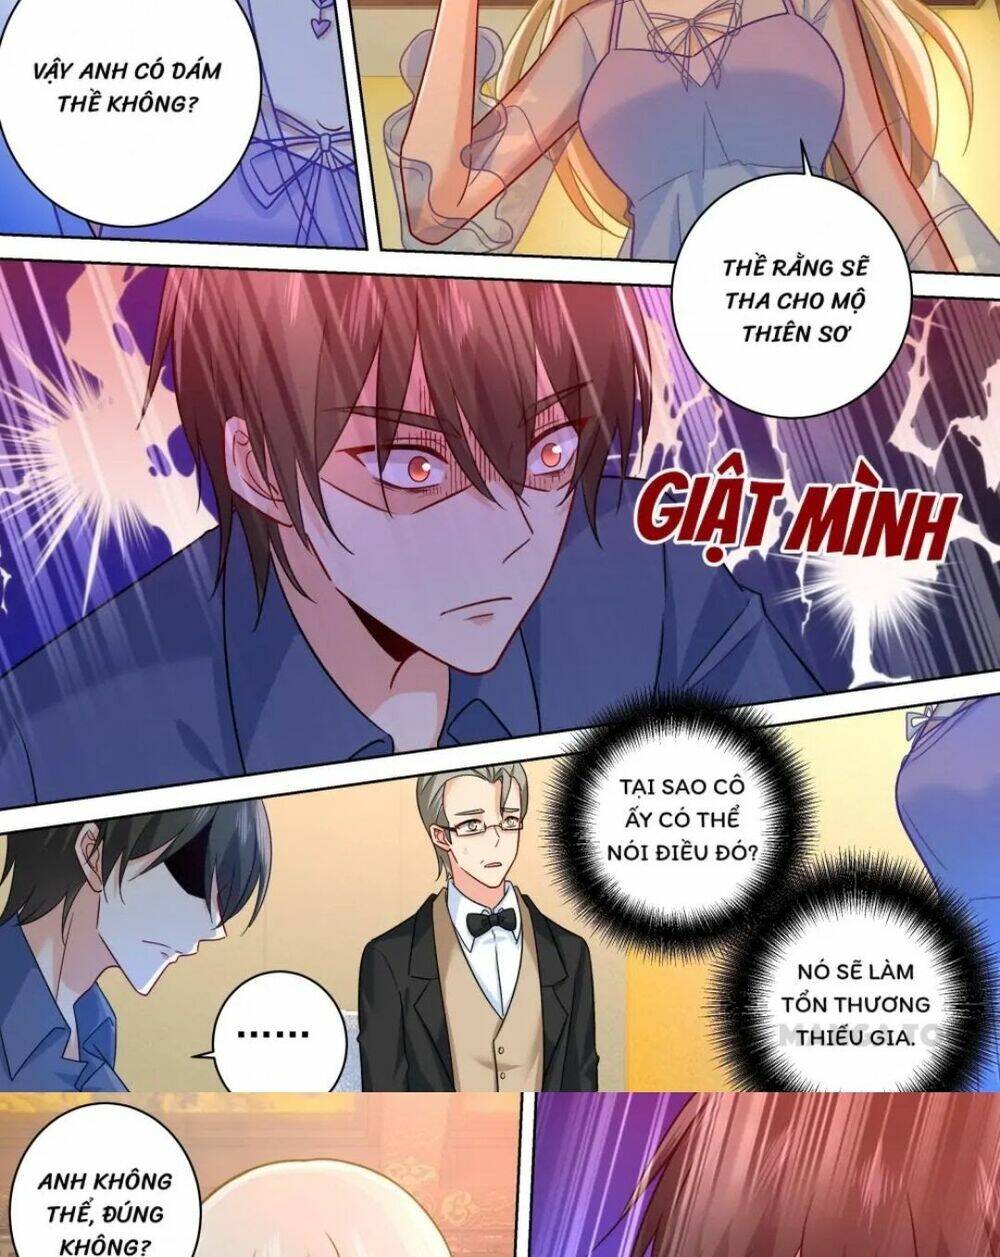 VẬY ANH CÓ DÁM
THỀ KHÔNG?
THỀ RẰNG SẼ
THA CHO MỘ
THIÊN SƠ
GIẬT MÌNH
TẠI SAO CÔ
ẤY CÓ THỂ
NÓI ĐIỀU ĐÓ?
NÓ SẼ LÀM
TỔN THƯƠNG
THIẾU GIA.
......
ANH KHÔNG
THỂ, ĐÚNG
KHÔNG?